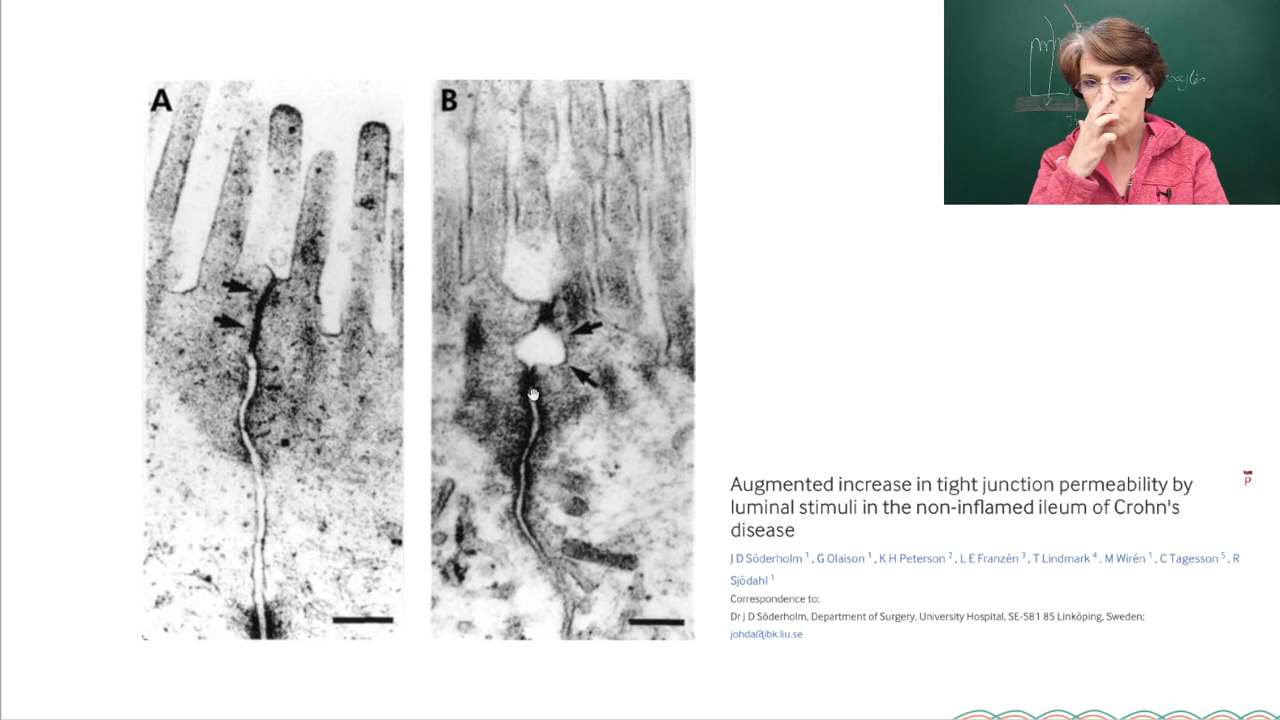 A
B
Augmented increase in tight junction permeability by
luminal stimuli in the non-inflamed ileum of Crohn's
disease
J D Söderholm 1, G Olaison 1, K H Peterson 2, L E Franzén 3, T Lindmark 4, M Wirén 1, C Tagesson 5, R
Sjödahl 1
Correspondence to:
Dr J D Söderholm, Department of Surgery, University Hospital, SE-581 85 Linköping, Sweden;
johda@ibk.liu.se
P